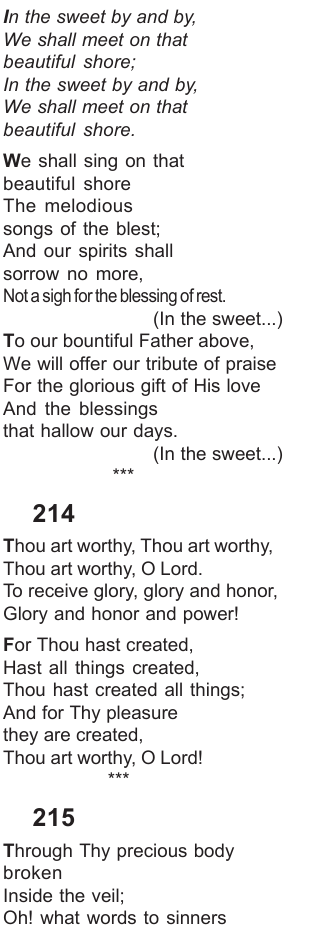 In the sweet by and by,
We shall meet on that
beautiful shore;
In the sweet by and by,
We shall meet on that
beautiful shore.
We shall sing on that
beautiful shore
The melodious
songs of the blest;
And our spirits shall
sorrow no more,
Not a sigh for the blessing of rest.
(In the sweet...)
To our bountiful Father above,
We will offer our tribute of praise
For the glorious gift of His love
And the blessings
that hallow our days.
(In the sweet...)
***
214
Thou art worthy, Thou art worthy,
Thou art worthy, O Lord.
To receive glory, glory and honor,
Glory and honor and power!
For Thou hast created,
Hast all things created,
Thou hast created all things;
And for Thy pleasure
they are created,
Thou art worthy, O Lord!
***
215
Through Thy precious body
broken
Inside the veil;
Oh! what words to sinners